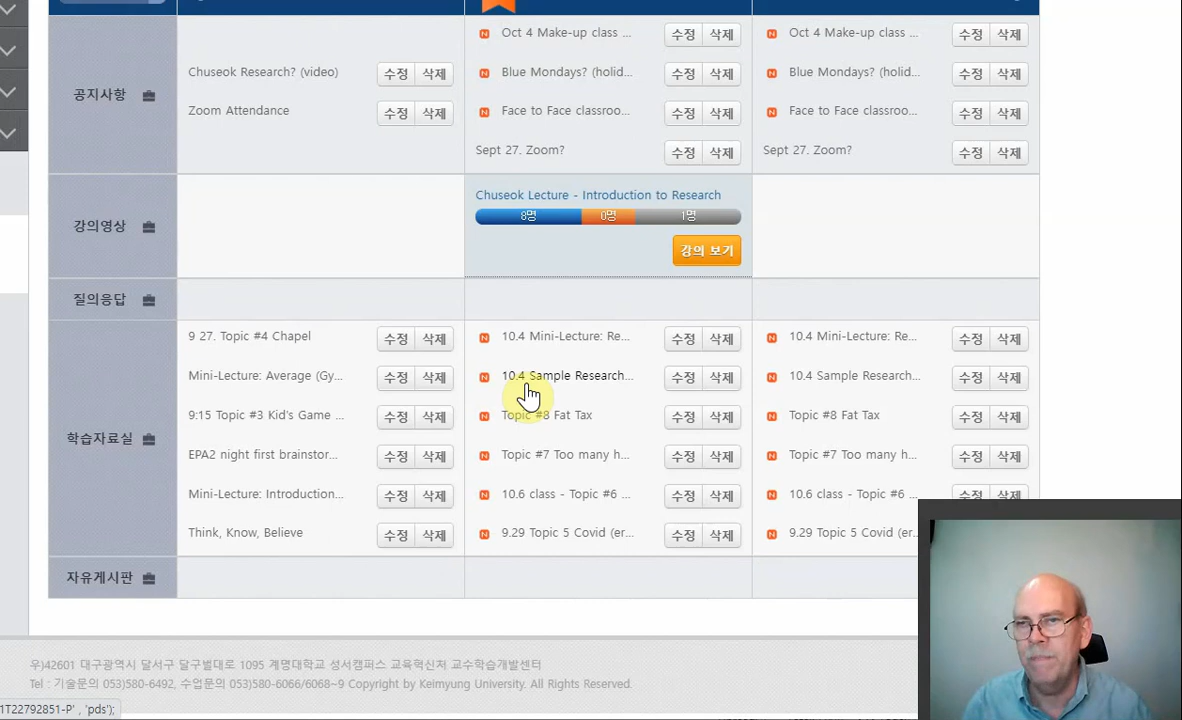 Oct 4 Make-up class ... 수정 삭제
Oct 4 Make-up class ... 수정 삭제
Chuseok Research? (video) 수정 삭제
Blue Mondays? (holid... 수정 삭제
Blue Mondays? (holid... 수정 삭제
공지사항
Zoom Attendance 수정 삭제
Face to Face classroo... 수정 삭제
Face to Face classroo... 수정 삭제
Sept 27. Zoom? 수정 삭제
Sept 27. Zoom? 수정 삭제
강의영상
Chuseok Lecture - Introduction to Research
8명 0명 1명
강의 보기
질의응답
학습자료실
9 27. Topic #4 Chapel 수정 삭제
10.4 Mini-Lecture: Re... 수정 삭제
10.4 Mini-Lecture: Re... 수정 삭제
Mini-Lecture: Average (Gy... 수정 삭제
10.4 Sample Research... 수정 삭제
10.4 Sample Research... 수정 삭제
9:15 Topic #3 Kid's Game ... 수정 삭제
Topic #8 Fat Tax 수정 삭제
Topic #8 Fat Tax 수정 삭제
EPA2 night first brainstor... 수정 삭제
Topic #7 Too many h... 수정 삭제
Topic #7 Too many h... 수정 삭제
Mini-Lecture: Introduction... 수정 삭제
10.6 class - Topic #6 ... 수정 삭제
10.6 class - Topic #6 ... 수정 삭제
Think, Know, Believe 수정 삭제
9.29 Topic 5 Covid (er... 수정 삭제
9.29 Topic 5 Covid (er...
자유게시판
우)42601 대구광역시 달서구 달구벌대로 1095 계명대학교 성서캠퍼스 교육혁신처 교수학습개발센터
Tel : 기술문의 053)580-6492, 수업문의 053)580-6066/6068~9 Copyright by Keimyung University. All Rights Reserved.
1T22792851-P' , 'pds');